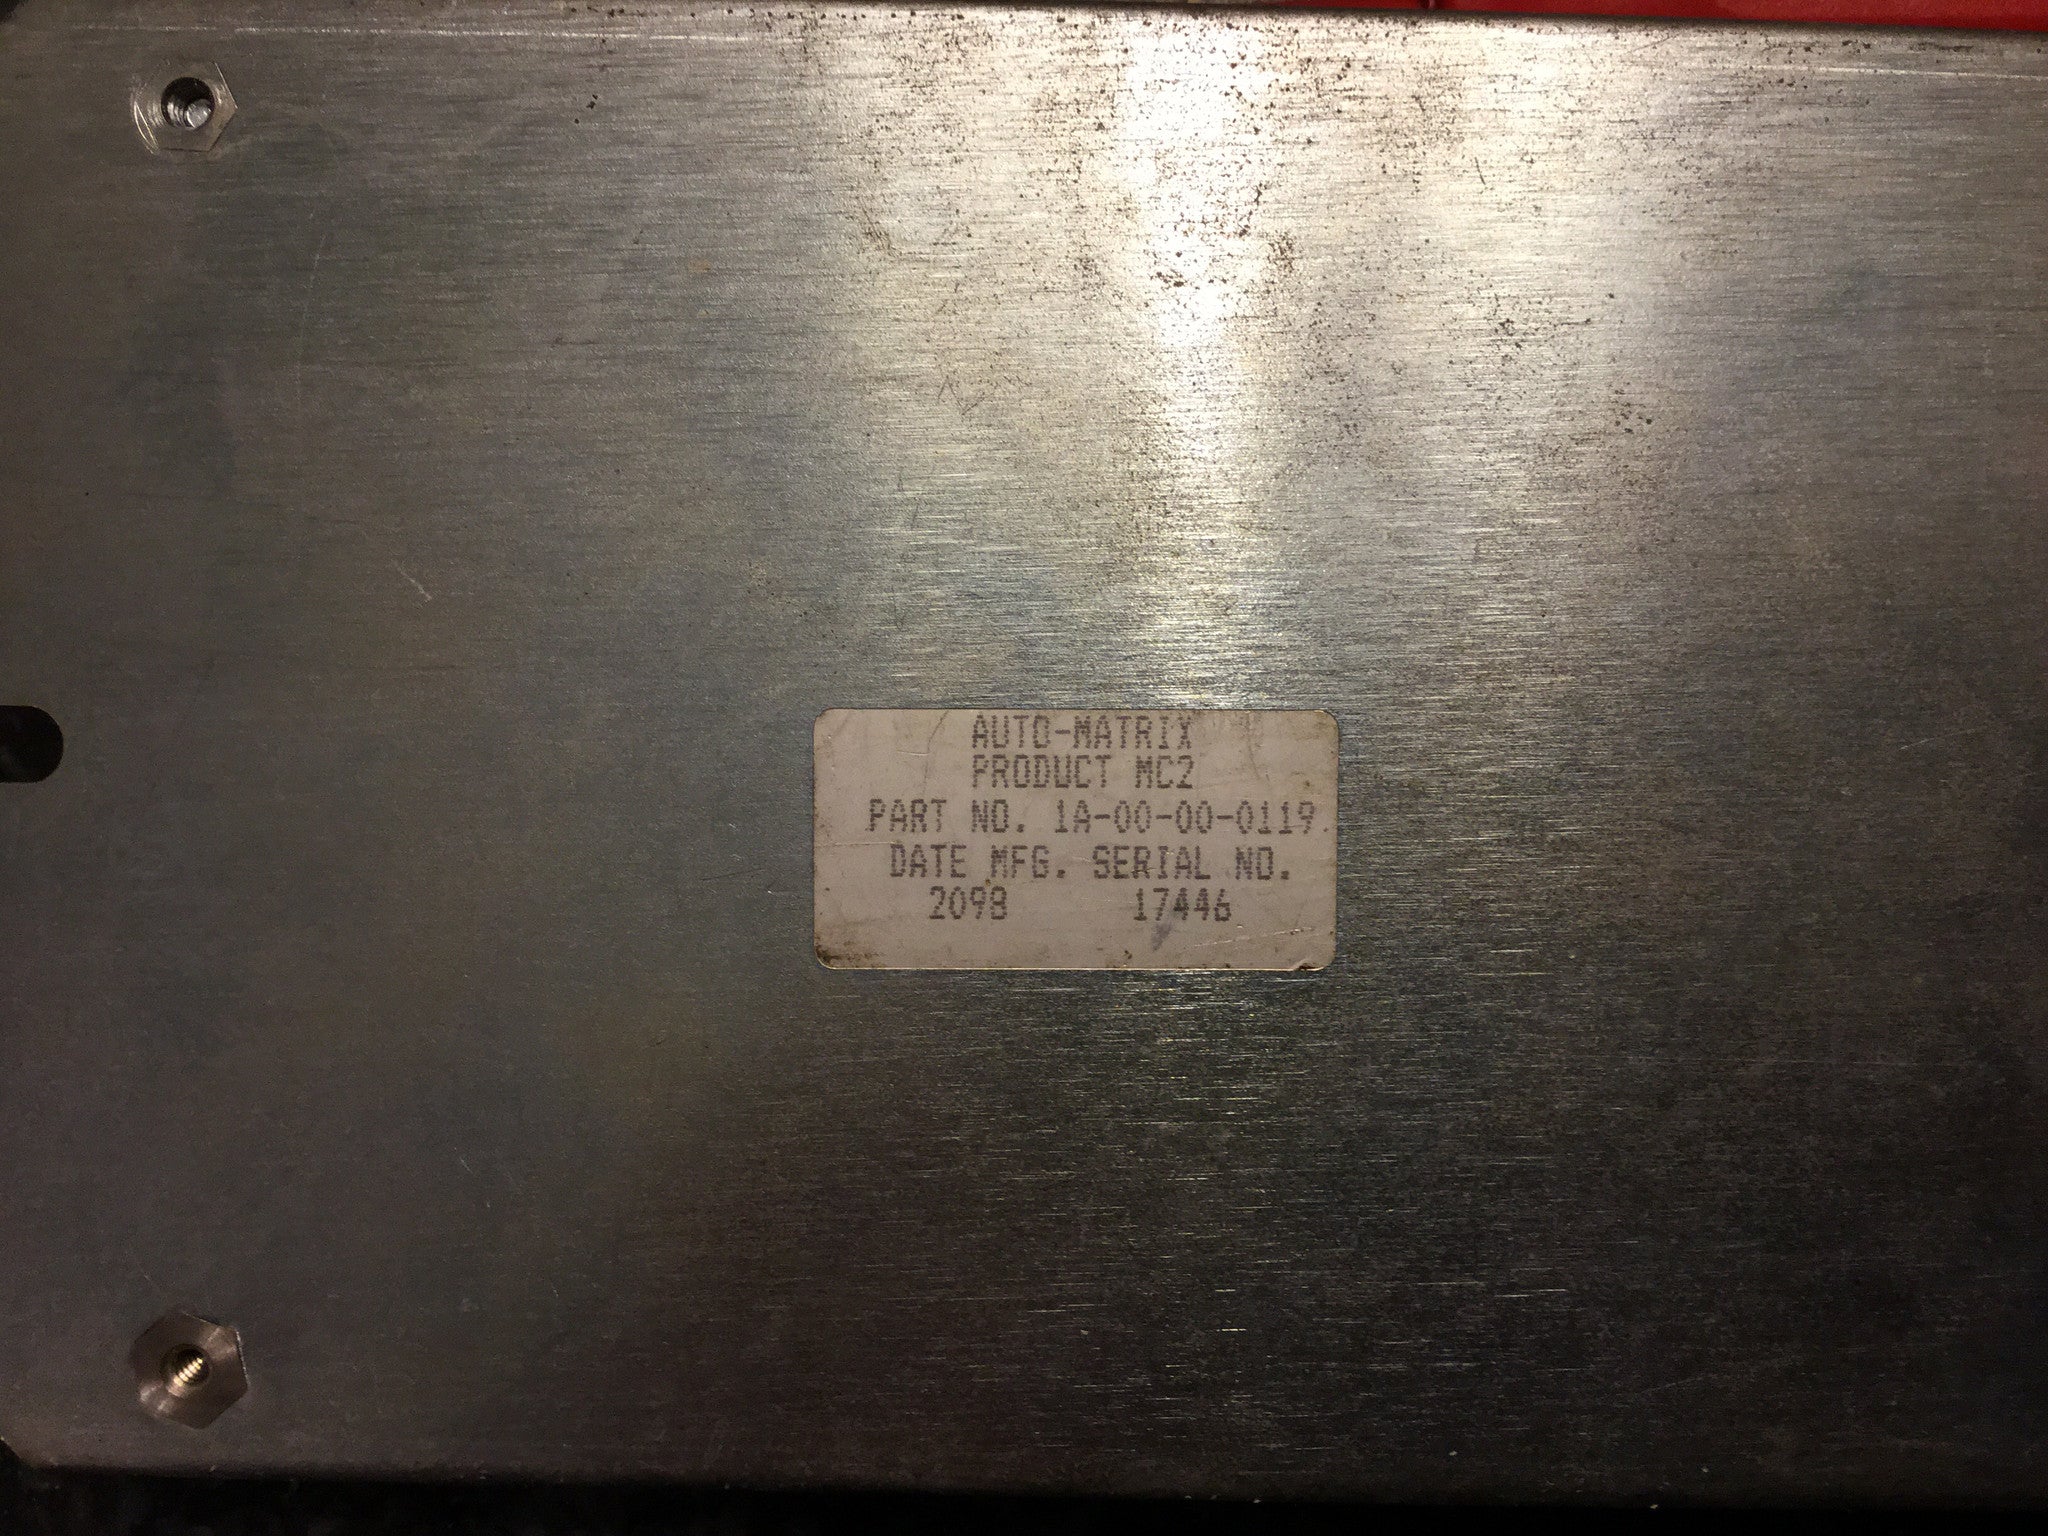 AUTO-MATRIX
PRODUCT MC2
PART NO. 1A-00-00-0119
DATE MFG. SERIAL NO.
2098 17446